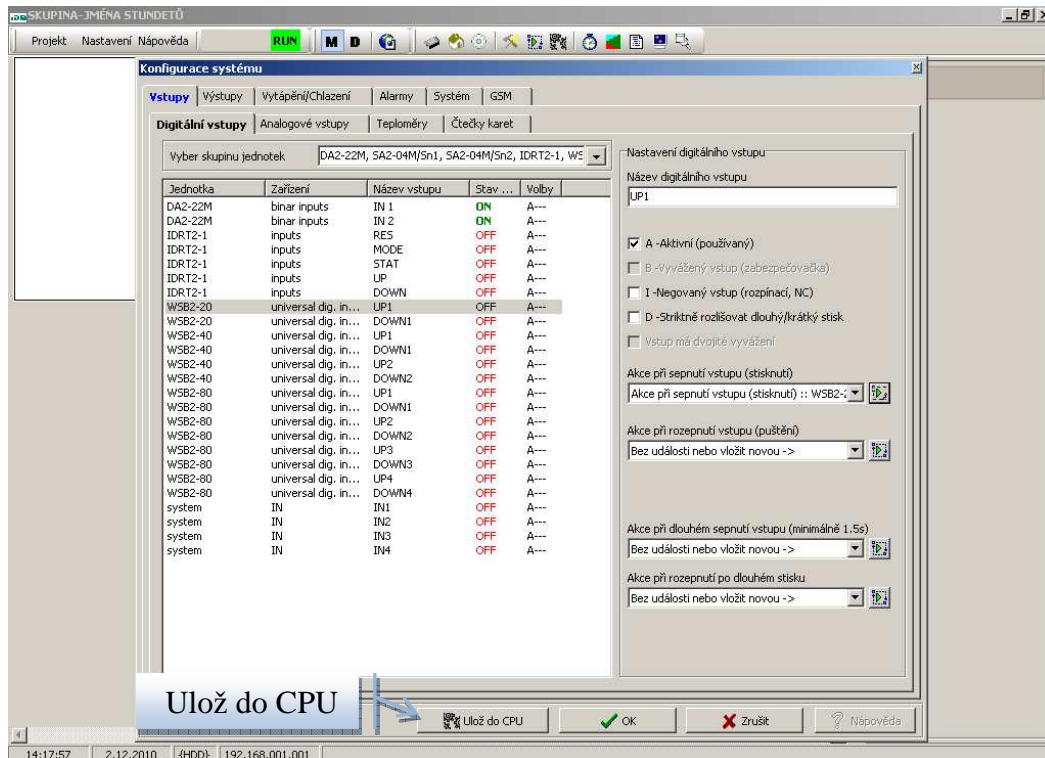 SKUPINA-JMÉNA STUNDETŮ
Projekt Nastavení Nápověda RUN M D
Konfigurace systému
Vstupy Výstupy Vytápění/Chlazení Alarmy Systém GSM
Digitální vstupy Analogové vstupy Teploměry Čtečky karet
Vyber skupinu jednotek DA2-22M, SA2-04M/Sn1, SA2-04M/Sn2, IDRT2-1, WS
Jednotka Zařízení Název vstupu Stav ... Volby
DA2-22M binar inputs IN 1 ON A---
DA2-22M binar inputs IN 2 ON A---
IDRT2-1 inputs RES OFF A---
IDRT2-1 inputs MODE OFF A---
IDRT2-1 inputs STAT OFF A---
IDRT2-1 inputs UP OFF A---
IDRT2-1 inputs DOWN OFF A---
WSB2-20 universal dig. in... UP1 OFF A---
WSB2-20 universal dig. in... DOWN1 OFF A---
WSB2-40 universal dig. in... UP1 OFF A---
WSB2-40 universal dig. in... DOWN1 OFF A---
WSB2-40 universal dig. in... UP2 OFF A---
WSB2-40 universal dig. in... DOWN2 OFF A---
WSB2-80 universal dig. in... UP1 OFF A---
WSB2-80 universal dig. in... DOWN1 OFF A---
WSB2-80 universal dig. in... UP2 OFF A---
WSB2-80 universal dig. in... DOWN2 OFF A---
WSB2-80 universal dig. in... UP3 OFF A---
WSB2-80 universal dig. in... DOWN3 OFF A---
WSB2-80 universal dig. in... UP4 OFF A---
WSB2-80 universal dig. in... DOWN4 OFF A---
system IN IN1 OFF A---
system IN IN2 OFF A---
system IN IN3 OFF A---
system IN IN4 OFF A---
Nastavení digitálního vstupu
Název digitálního vstupu
UP1
A -Aktivní (používaný)
B -Vyvážený vstup (zabezpečovačka)
I -Negovaný vstup (rozpínací, NC)
D -Striktně rozlišovat dlouhý/krátký stisk
Vstup má dvojité vyvážení
Akce při sepnutí vstupu (stisknutí)
Akce při sepnutí vstupu (stisknutí) :: WSB2-2
Akce při rozepnutí vstupu (puštění)
Bez události nebo vložit novou ->
Akce při dlouhém sepnutí vstupu (minimálně 1.5s)
Bez události nebo vložit novou ->
Akce při rozepnutí po dlouhém stisku
Bez události nebo vložit novou ->
Ulož do CPU
Ulož do CPU OK Zrušit Nápověda
14:17:57 2.12.2010 {HDD} 192.168.001.001